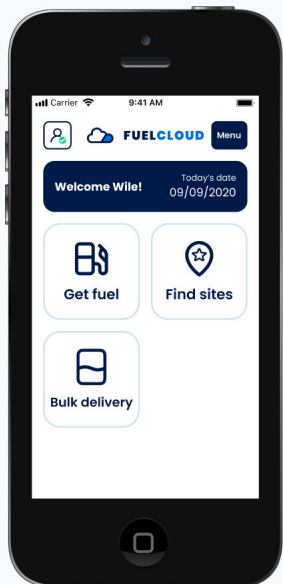 Carrier
9:41 AM
FUELCLOUD
Menu
Welcome Wile!
Today's date
09/09/2020
Get fuel
Find sites
Bulk delivery